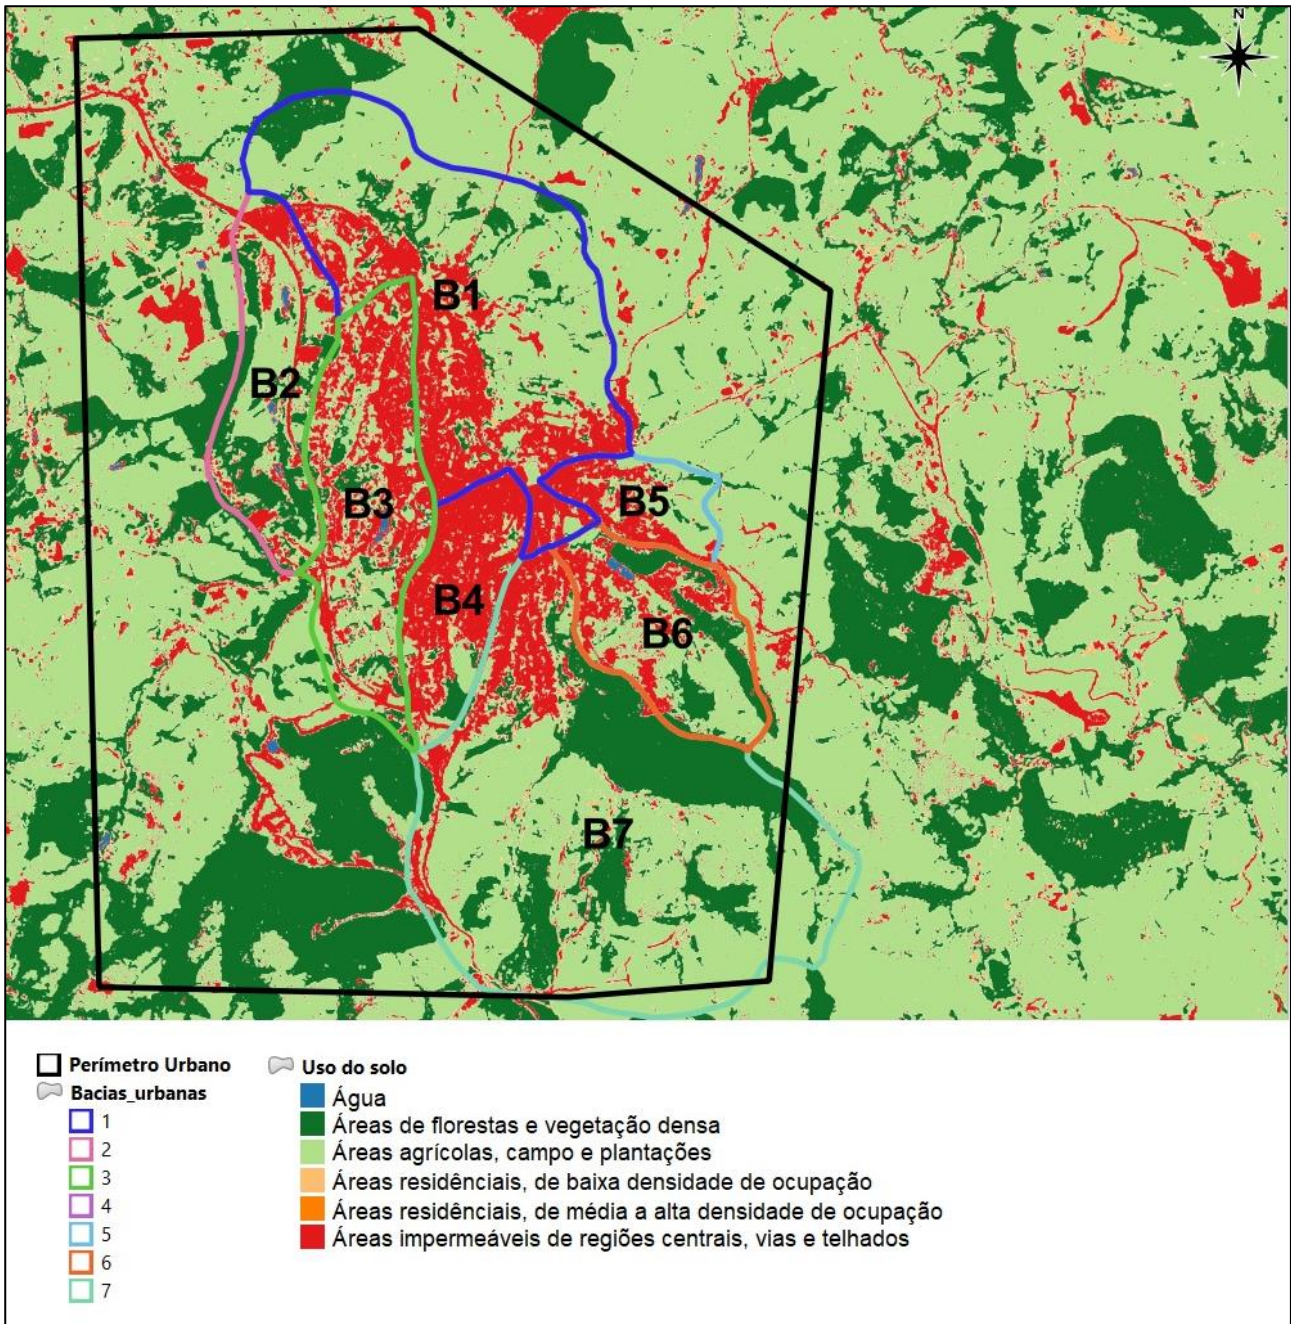 N
B1
B2
B3
B5
B4
B6
B7
Perímetro Urbano
Bacias_urbanas
1
2
3
4
5
6
7
Uso do solo
Água
Áreas de florestas e vegetação densa
Áreas agrícolas, campo e plantações
Áreas residênciais, de baixa densidade de ocupação
Áreas residênciais, de média a alta densidade de ocupação
Áreas impermeáveis de regiões centrais, vias e telhados